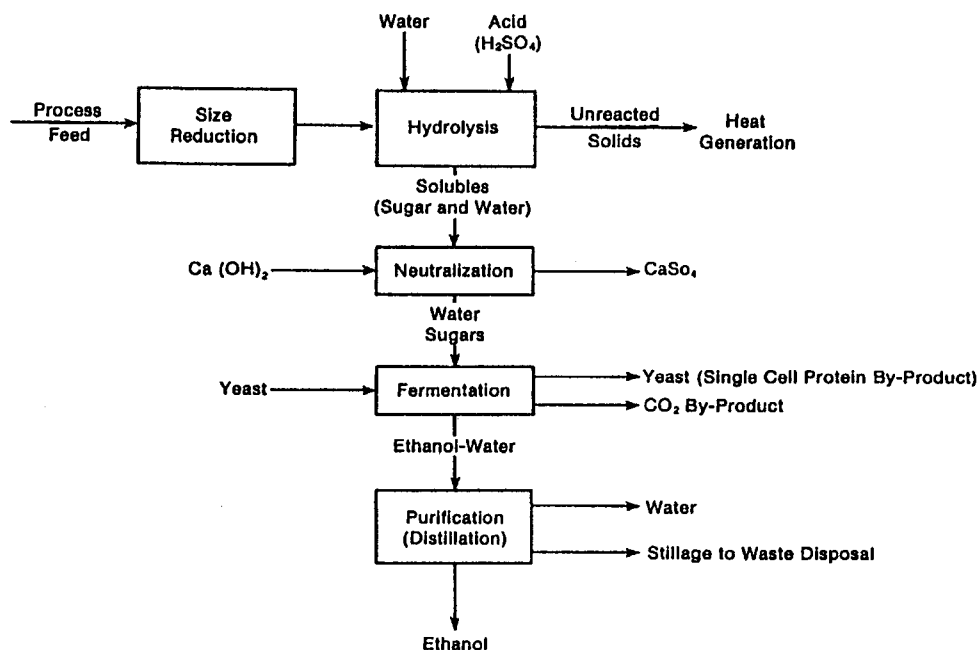 Water
Acid
(H₂SO₄)
Process
Feed
Size
Reduction
Hydrolysis
Unreacted
Solids
Heat
Generation
Solubles
(Sugar and Water)
Ca (OH)₂
Neutralization
CaSo₄
Water
Sugars
Yeast
Fermentation
Yeast (Single Cell Protein By-Product)
CO₂ By-Product
Ethanol-Water
Purification
(Distillation)
Water
Stillage to Waste Disposal
Ethanol